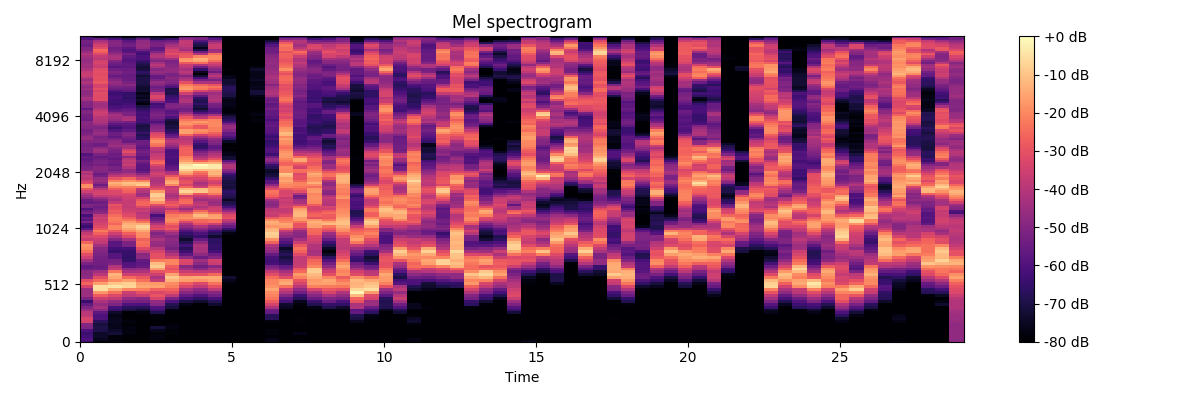 Mel spectrogram
8192
4096
2048
1024
512
0
Hz
0 5 10 15 20 25
Time
+0 dB
-10 dB
-20 dB
-30 dB
-40 dB
-50 dB
-60 dB
-70 dB
-80 dB